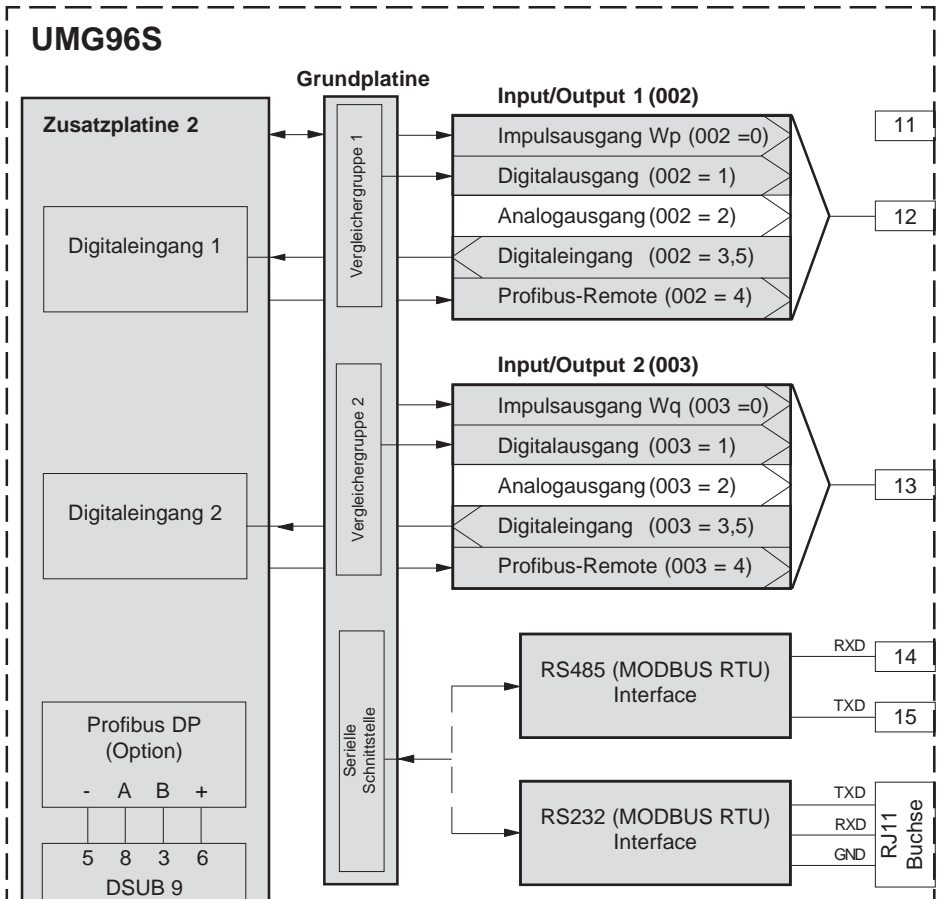 UMG96S
Grundplatine
Zusatzplatine 2
Digitaleingang 1
Digitaleingang 2
Profibus DP
(Option)
- A B +
5 8 3 6
DSUB 9
Vergleichergruppe 1
Vergleichergruppe 2
Serielle
Schnittstelle
Input/Output 1 (002)
Impulsausgang Wp (002 =0)
Digitalausgang (002 = 1)
Analogausgang (002 = 2)
Digitaleingang (002 = 3,5)
Profibus-Remote (002 = 4)
11
12
Input/Output 2 (003)
Impulsausgang Wq (003 =0)
Digitalausgang (003 = 1)
Analogausgang (003 = 2)
Digitaleingang (003 = 3,5)
Profibus-Remote (003 = 4)
13
RS485 (MODBUS RTU)
Interface
RXD
14
TXD
15
RS232 (MODBUS RTU)
Interface
TXD
RXD
GND
RJ11
Buchse